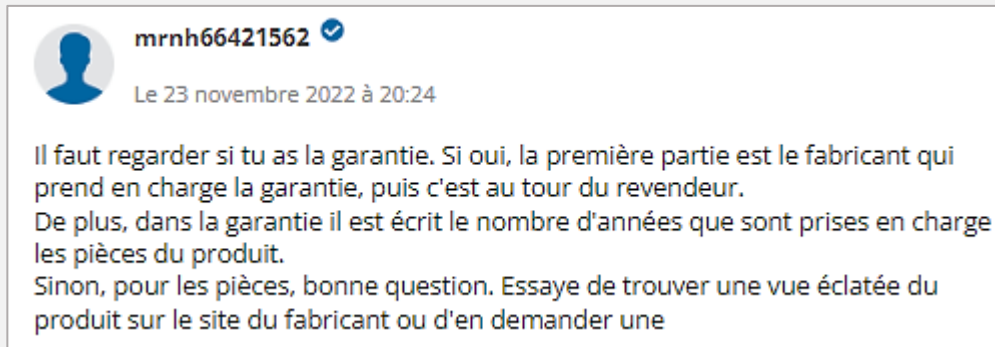 mrnh66421562
Le 23 novembre 2022 à 20:24
Il faut regarder si tu as la garantie. Si oui, la première partie est le fabricant qui
prend en charge la garantie, puis c'est au tour du revendeur.
De plus, dans la garantie il est écrit le nombre d'années que sont prises en charge
les pièces du produit.
Sinon, pour les pièces, bonne question. Essaye de trouver une vue éclatée du
produit sur le site du fabricant ou d'en demander une